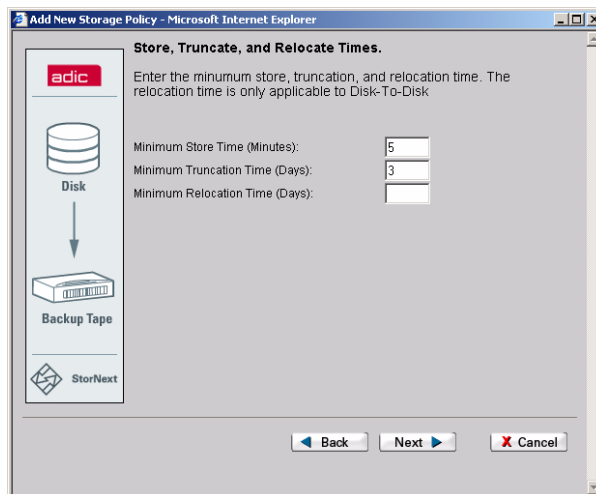 Add New Storage Policy - Microsoft Internet Explorer
Store, Truncate, and Relocate Times.
adic
Enter the minumum store, truncation, and relocation time. The
relocation time is only applicable to Disk-To-Disk
Minimum Store Time (Minutes): 5
Minimum Truncation Time (Days): 3
Minimum Relocation Time (Days):
Disk
Backup Tape
StorNext
Back Next X Cancel